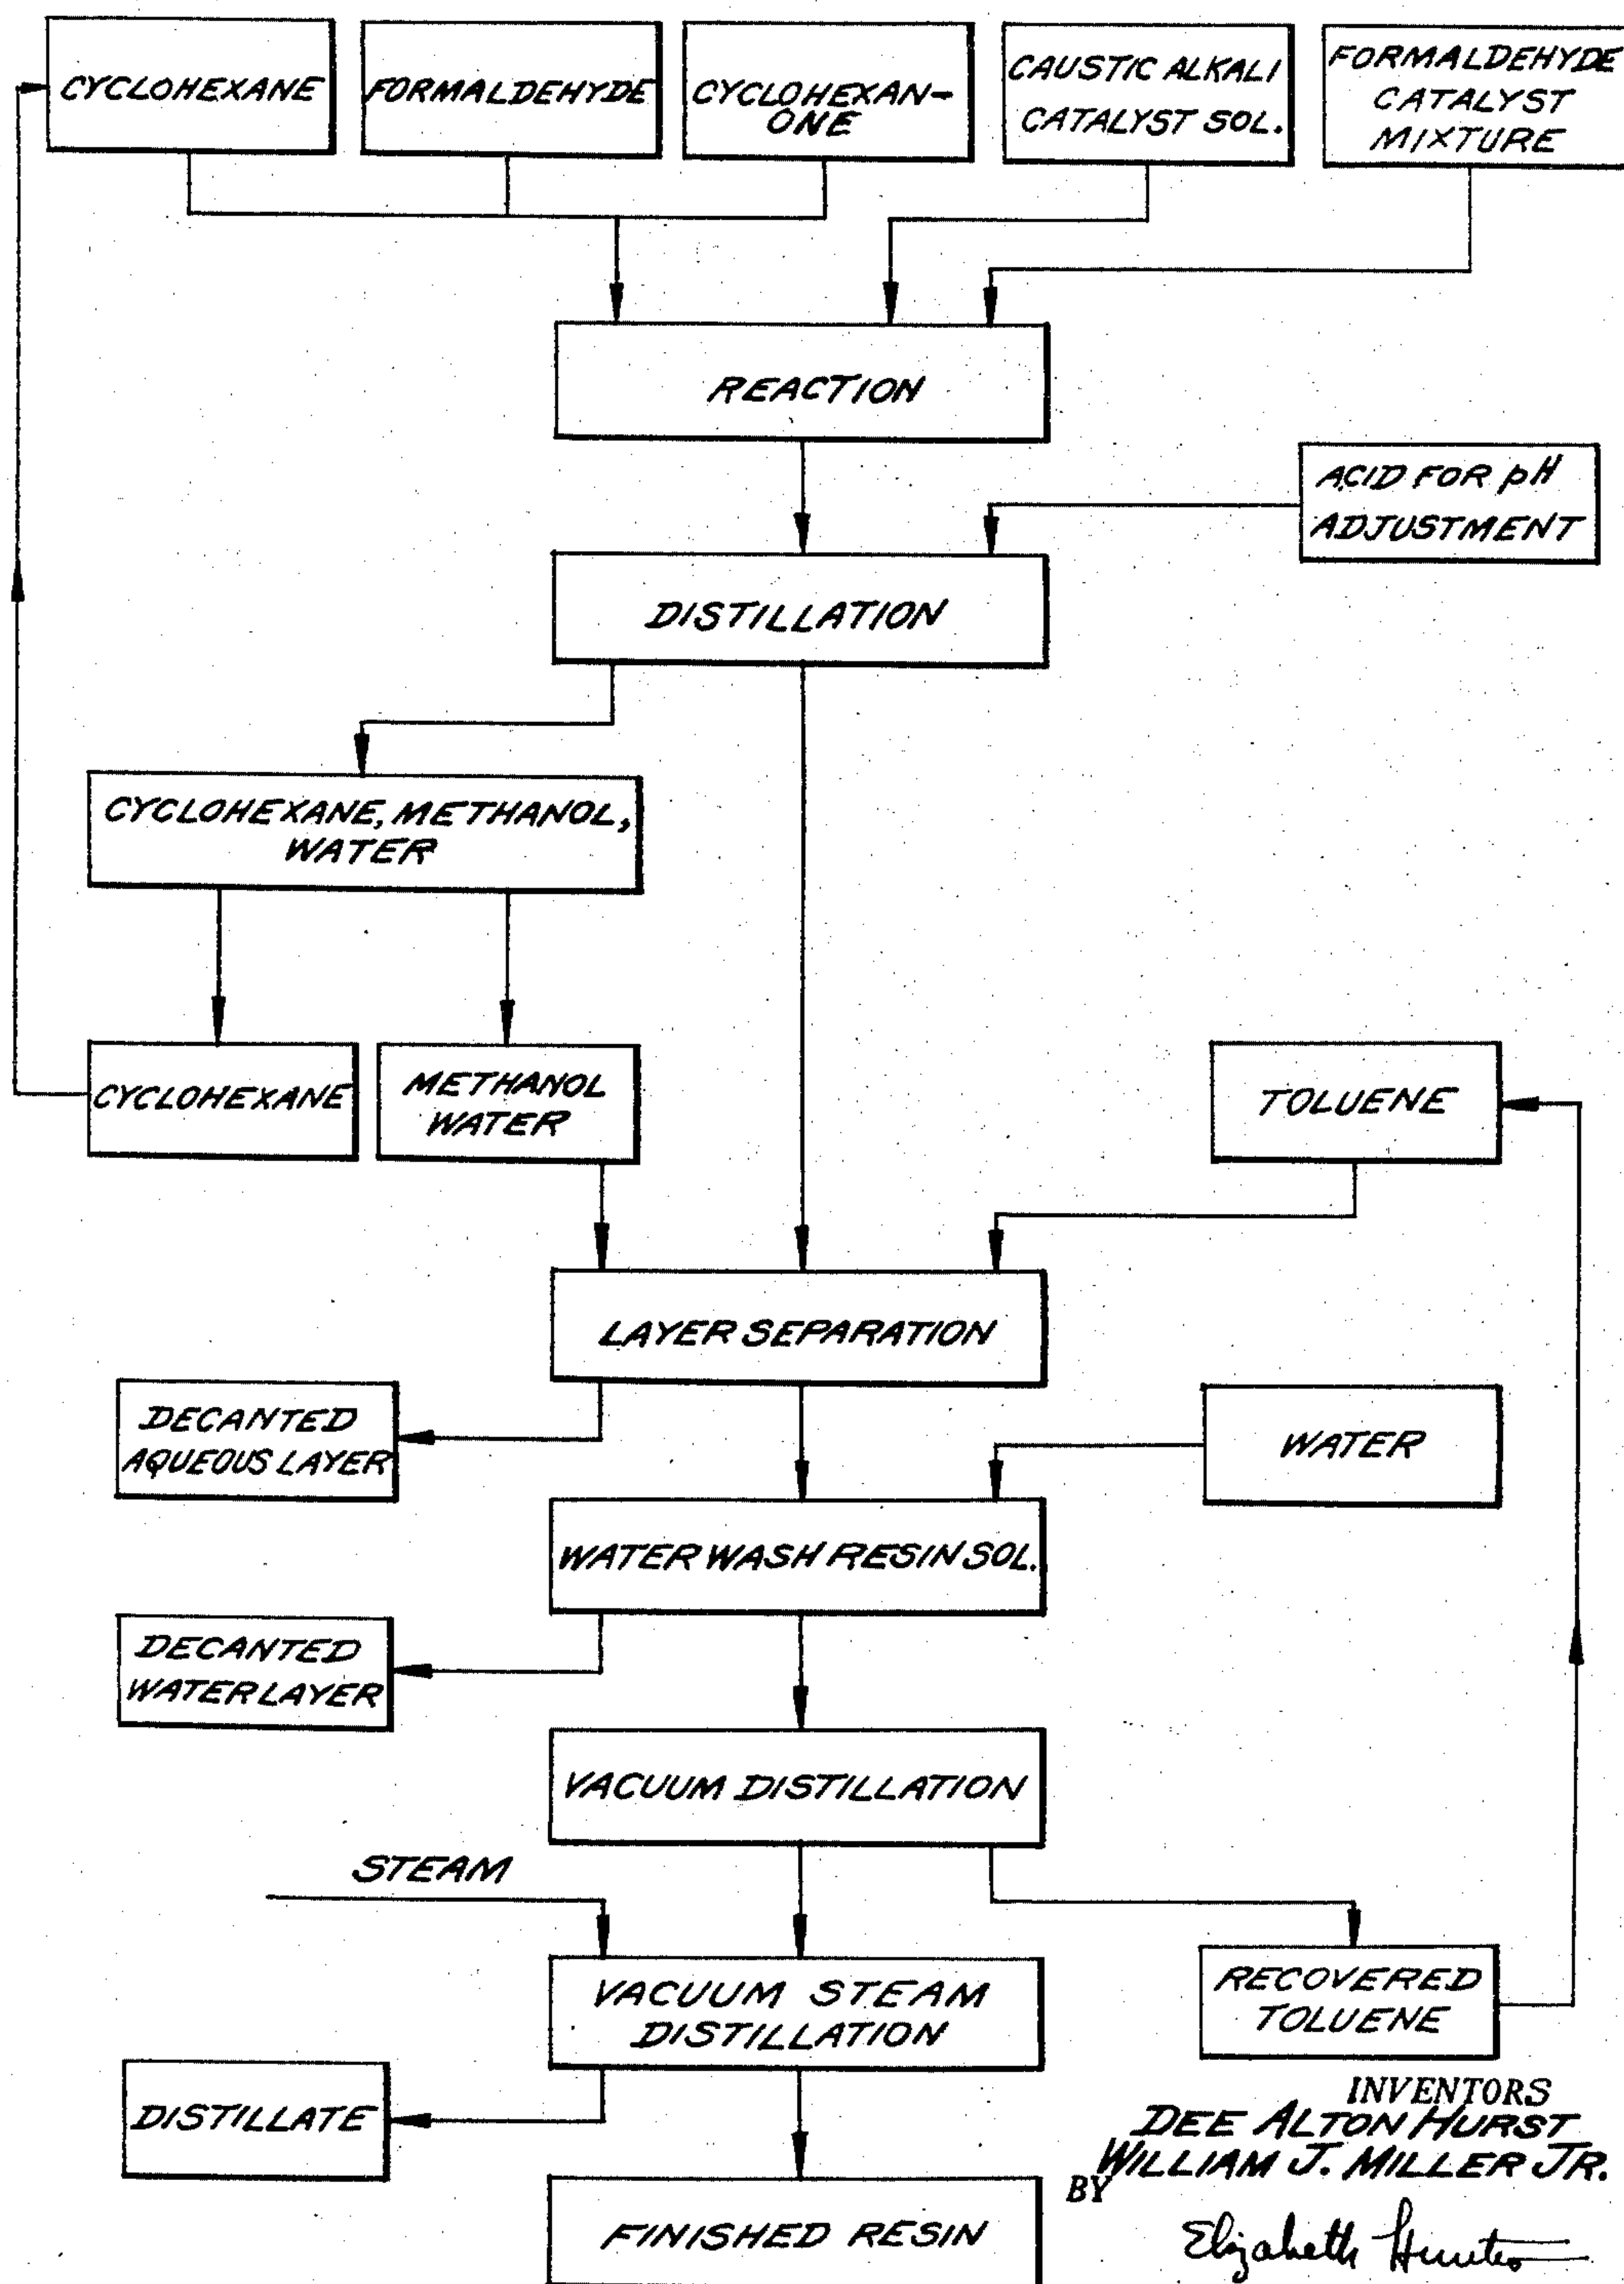 CYCLOHEXANE
FORMALDEHYDE
CYCLOHEXAN-
ONE
CAUSTIC ALKALI
CATALYST SOL.
FORMALDEHYDE
CATALYST
MIXTURE
REACTION
ACID FOR pH
ADJUSTMENT
DISTILLATION
CYCLOHEXANE, METHANOL,
WATER
CYCLOHEXANE
METHANOL
WATER
TOLUENE
LAYER SEPARATION
DECANTED
AQUEOUS LAYER
WATER
WATER WASH RESIN SOL.
DECANTED
WATER LAYER
VACUUM DISTILLATION
STEAM
VACUUM STEAM
DISTILLATION
RECOVERED
TOLUENE
DISTILLATE
FINISHED RESIN
INVENTORS
DEE ALTON HURST
WILLIAM J. MILLER JR.
BY
Elizabeth Hunter